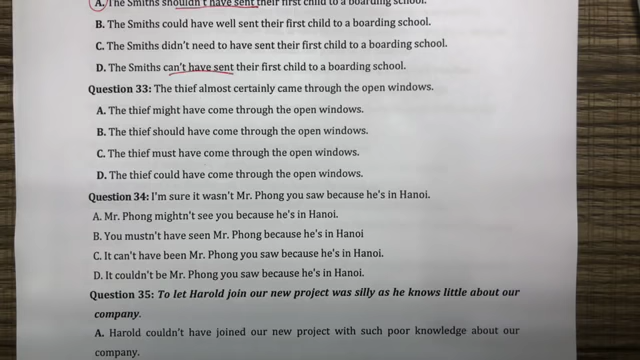 A. The Smiths shouldn't have sent their first child to a boarding school.
B. The Smiths could have well sent their first child to a boarding school.
C. The Smiths didn't need to have sent their first child to a boarding school.
D. The Smiths can't have sent their first child to a boarding school.
Question 33: The thief almost certainly came through the open windows.
A. The thief might have come through the open windows.
B. The thief should have come through the open windows.
C. The thief must have come through the open windows.
D. The thief could have come through the open windows.
Question 34: I'm sure it wasn't Mr. Phong you saw because he's in Hanoi.
A. Mr. Phong mightn't see you because he's in Hanoi.
B. You mustn't have seen Mr. Phong because he's in Hanoi
C. It can't have been Mr. Phong you saw because he's in Hanoi.
D. It couldn't be Mr. Phong you saw because he's in Hanoi.
Question 35: To let Harold join our new project was silly as he knows little about our
company.
A. Harold couldn't have joined our new project with such poor knowledge about our
company.